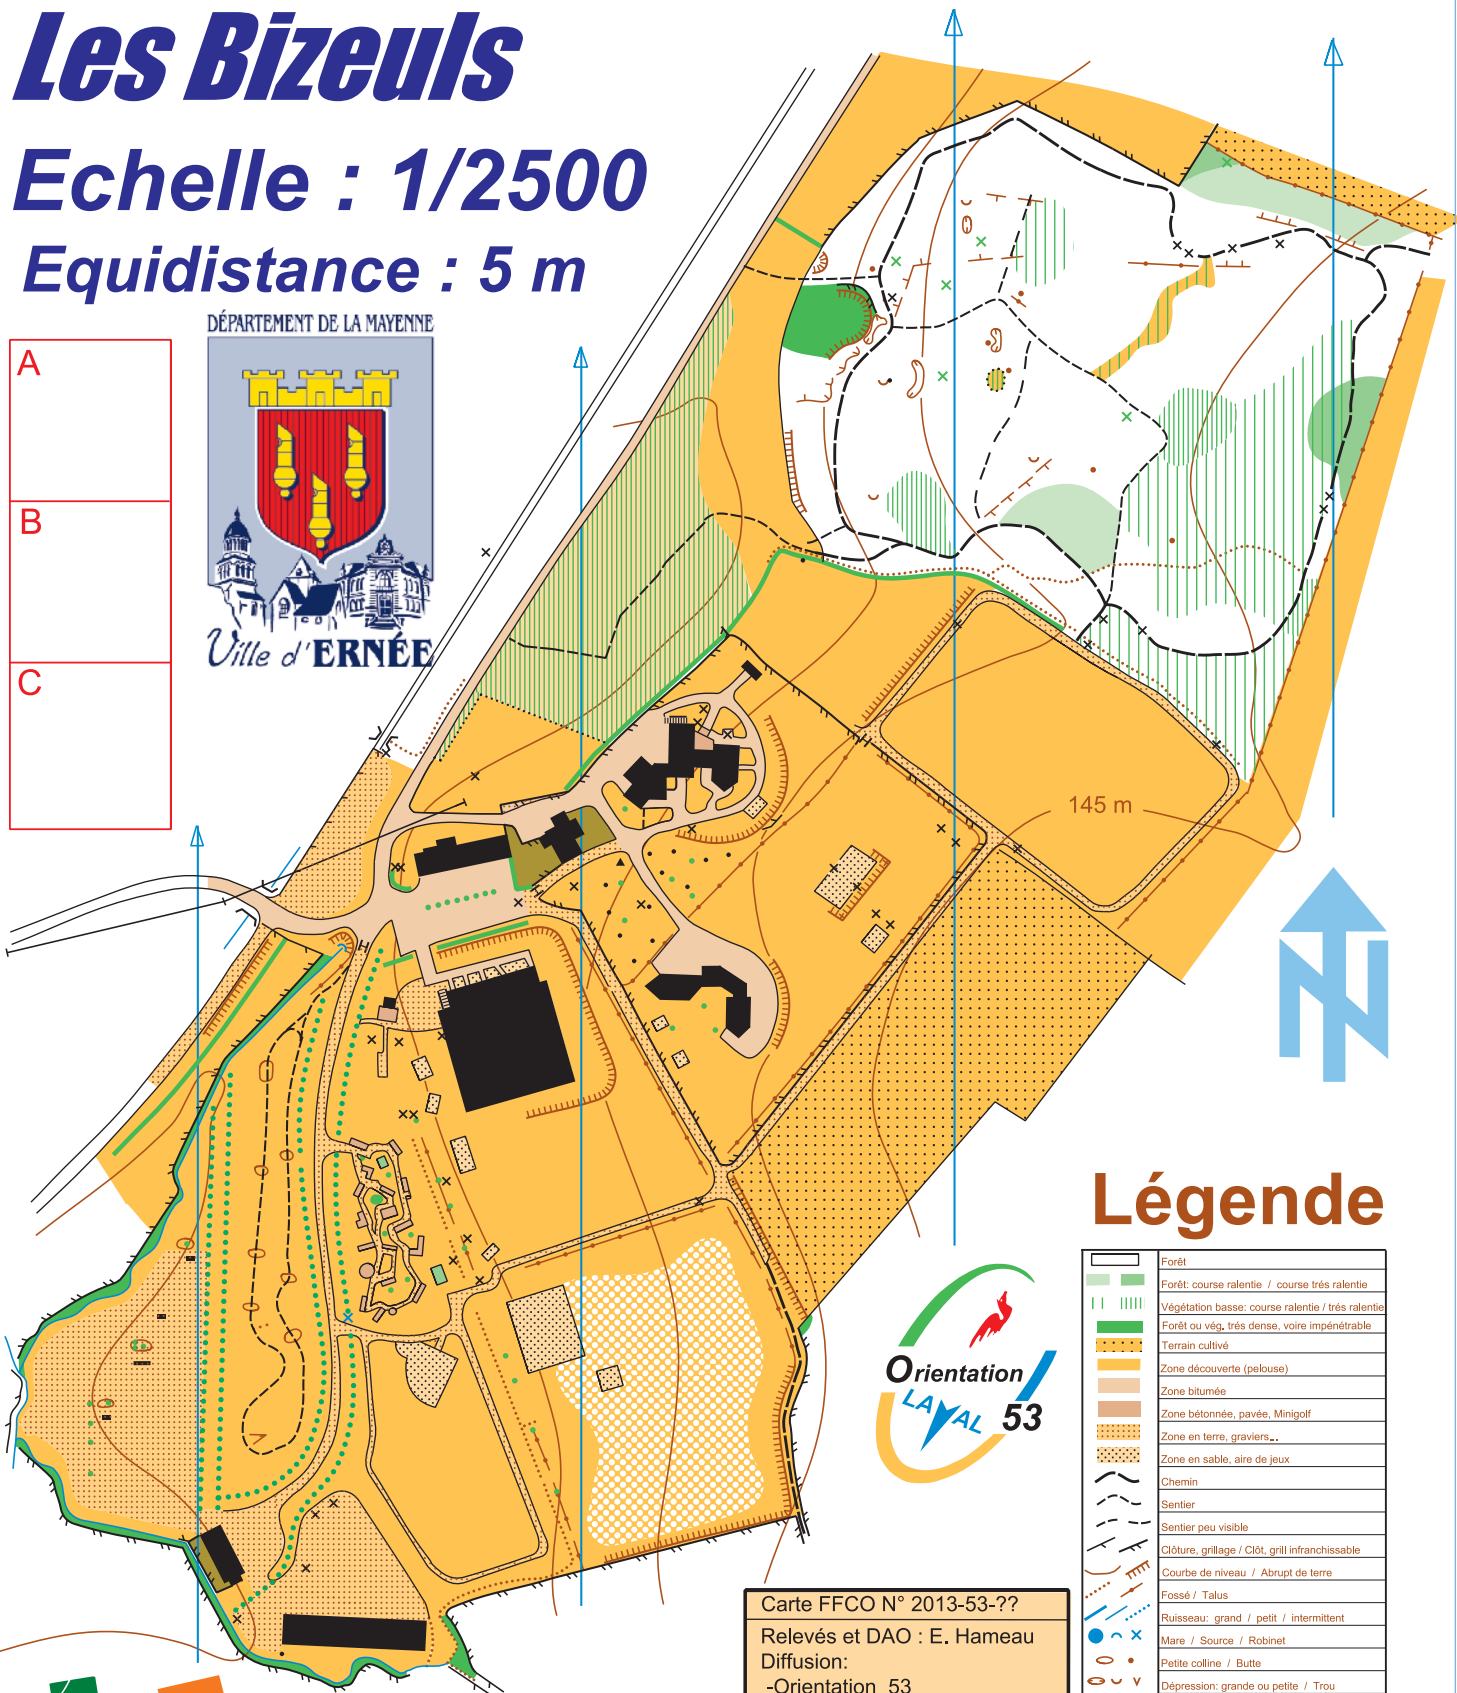 Les Bizeuls
Echelle : 1/2500
Equidistance : 5 m
DÉPARTEMENT DE LA MAYENNE
Ville d'ERNÉE
A
B
C
145 m
N
Orientation
LAVAL 53
Légende
Forêt
Forêt: course ralentie / course trés ralentie
Végétation basse: course ralentie / trés ralentie
Forêt ou vég, trés dense, voire impénétrable
Terrain cultivé
Zone découverte (pelouse)
Zone bitumée
Zone bétonnée, pavée, Minigolf
Zone en terre, graviers...
Zone en sable, aire de jeux
Chemin
Sentier
Sentier peu visible
Clôture, grillage / Clôt, grill infranchissable
Courbe de niveau / Abrupt de terre
Fossé / Talus
Ruisseau: grand / petit / intermittent
Mare / Source / Robinet
Petite colline / Butte
Dépression: grande ou petite / Trou
Carte FFCO N° 2013-53-??
Relevés et DAO : E. Hameau
Diffusion:
-Orientation 53